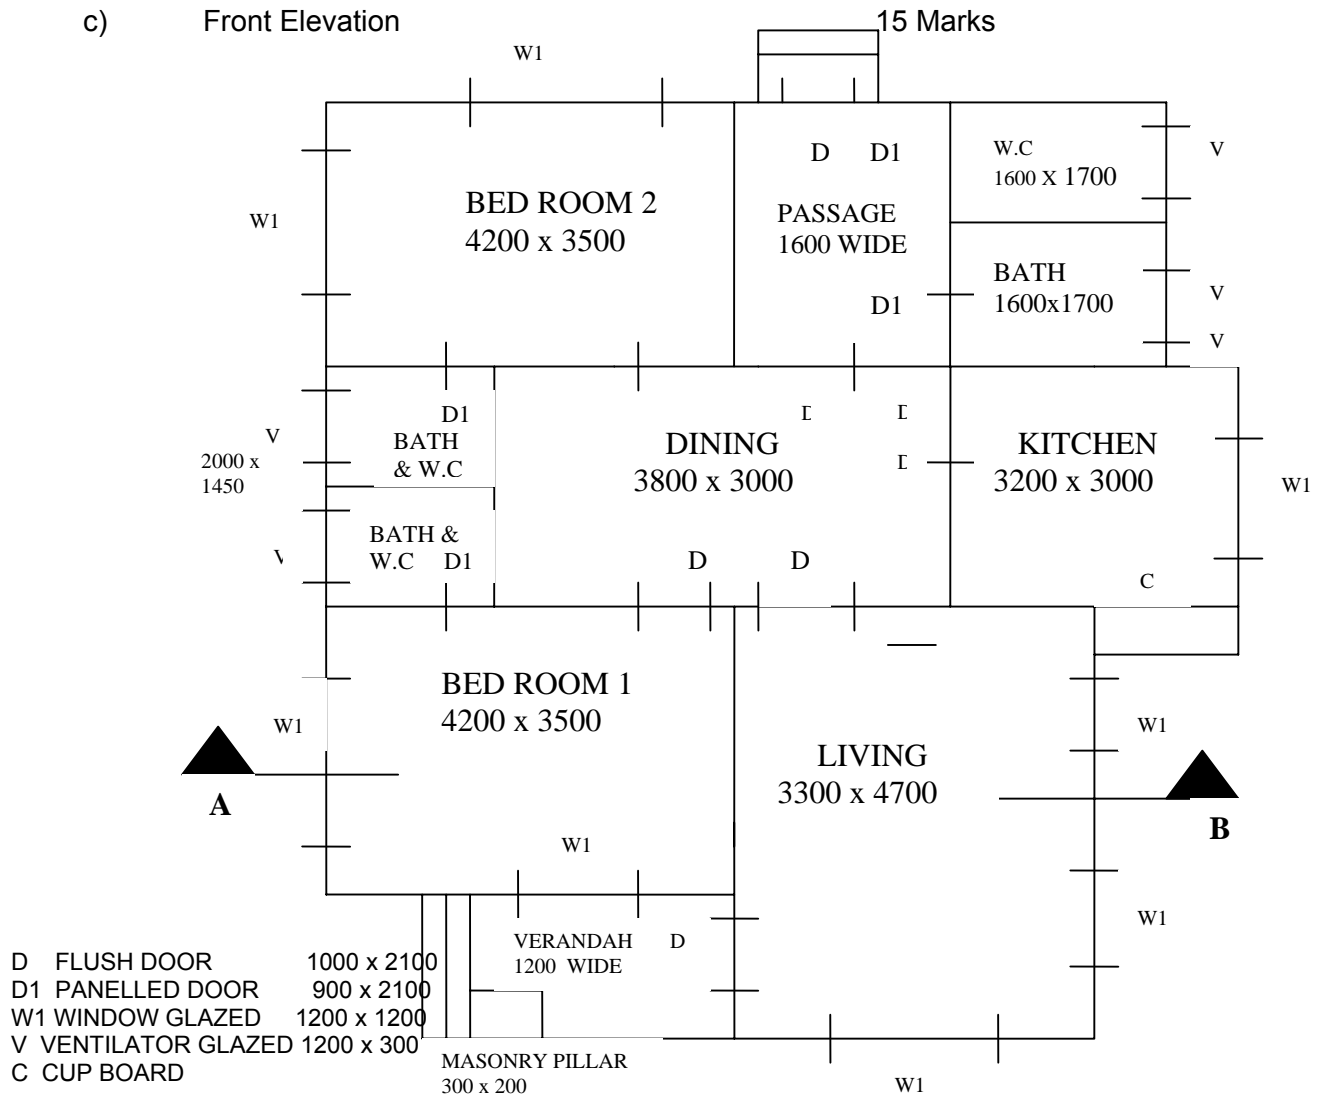 c) Front Elevation 15 Marks
W1
W.C
1600 X 1700
V
D D1
BED ROOM 2
4200 x 3500
PASSAGE
1600 WIDE
W1
BATH
1600x1700
V
D1
V
D1
BATH
& W.C
V
2000 x
1450
DINING
3800 x 3000
KITCHEN
3200 x 3000
W1
BATH &
W.C D1
D D
C
BED ROOM 1
4200 x 3500
W1
W1
LIVING
3300 x 4700
A
B
W1
W1
VERANDAH D
1200 WIDE
D FLUSH DOOR 1000 x 2100
D1 PANELLED DOOR 900 x 2100
W1 WINDOW GLAZED 1200 x 1200
V VENTILATOR GLAZED 1200 x 300
C CUP BOARD
MASONRY PILLAR
300 x 200
W1